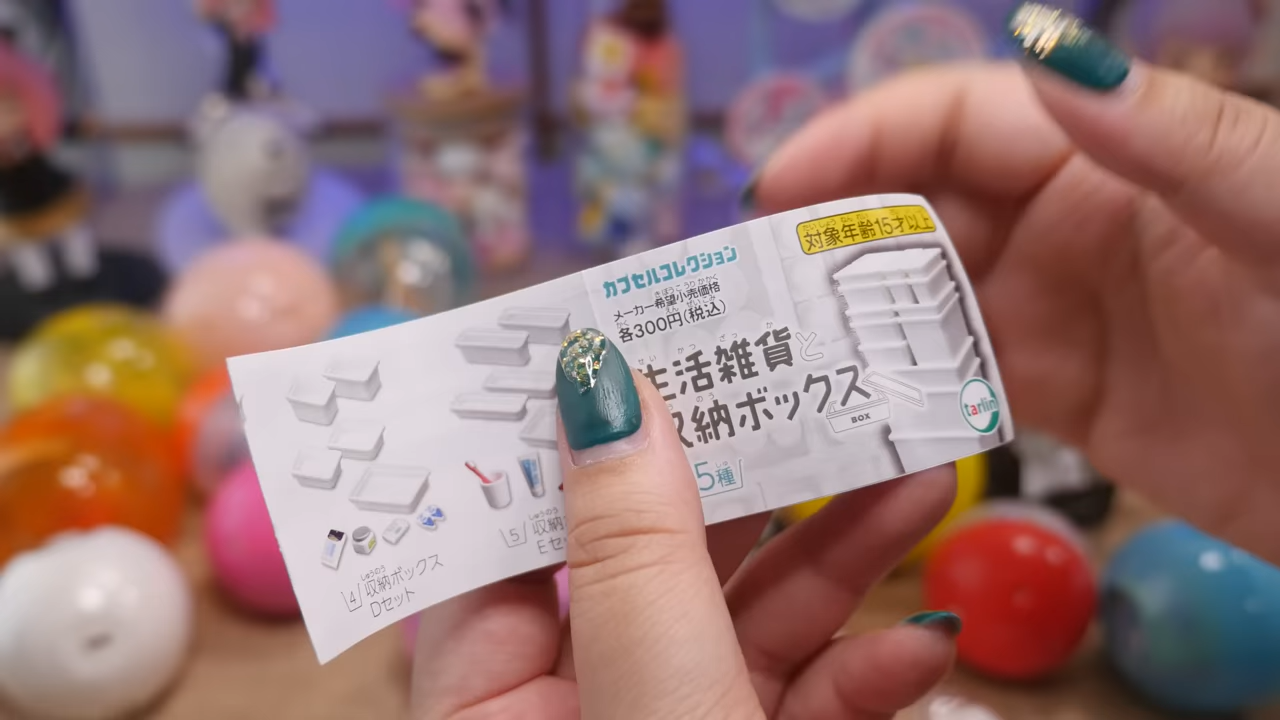 対象年齢15才以上
カプセルコレクション
メーカー希望小売価格
各300円(税込)
生活雑貨と
収納ボックス
BOX
tarlin
5種
4 収納ボックス
Dセット
5 収納
Eセ